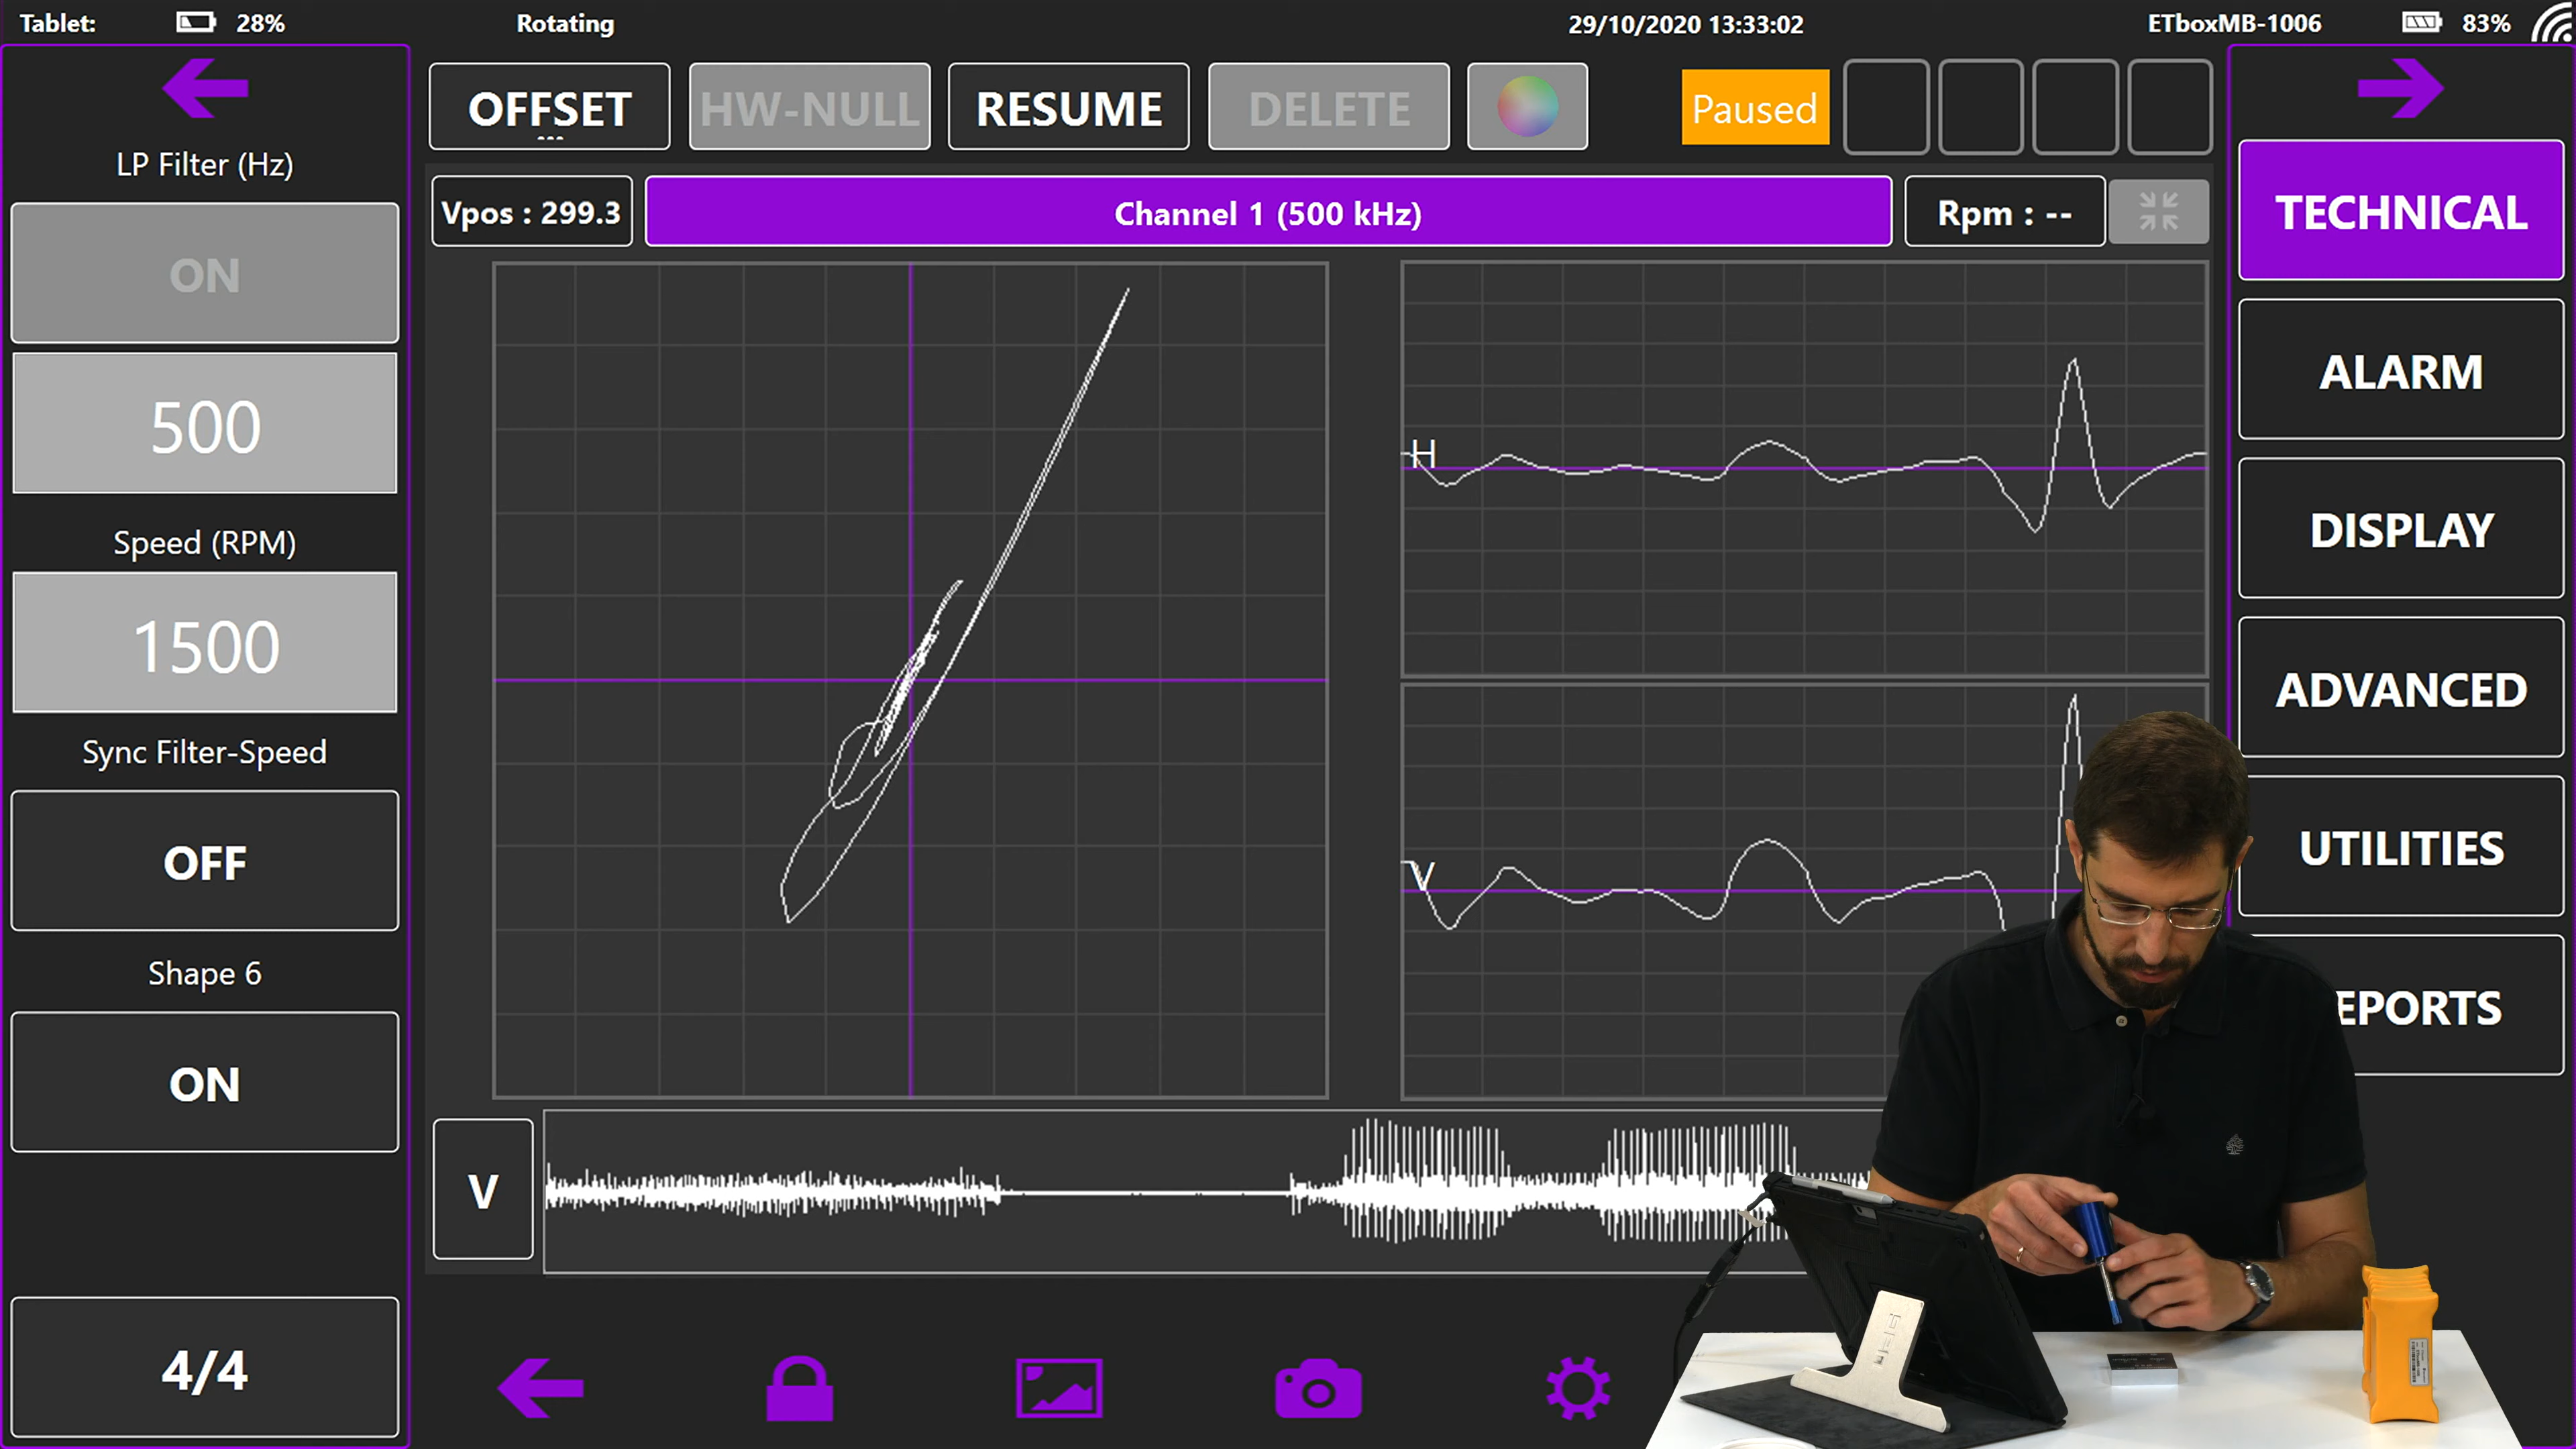 Tablet: 28% Rotating 29/10/2020 13:33:02 ETboxMB-1006 83%
LP Filter (Hz)
ON
500
Speed (RPM)
1500
Sync Filter-Speed
OFF
Shape 6
ON
4/4
OFFSET
...
HW-NULL
RESUME
DELETE
Paused
Vpos : 299.3
Channel 1 (500 kHz)
Rpm : --
H
V
V
TECHNICAL
ALARM
DISPLAY
ADVANCED
UTILITIES
EPORTS